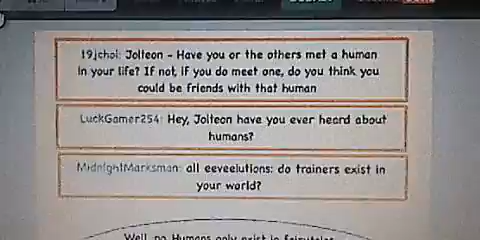 19jchoi: Jolteon - Have you or the others met a human
in your life? If not, if you do meet one, do you think you
could be friends with that human
LuckGamer254: Hey, Jolteon have you ever heard about
humans?
MidnightMarksman: all eeveelutions: do trainers exist in
your world?
Well, no. Humans only exist in fairytales